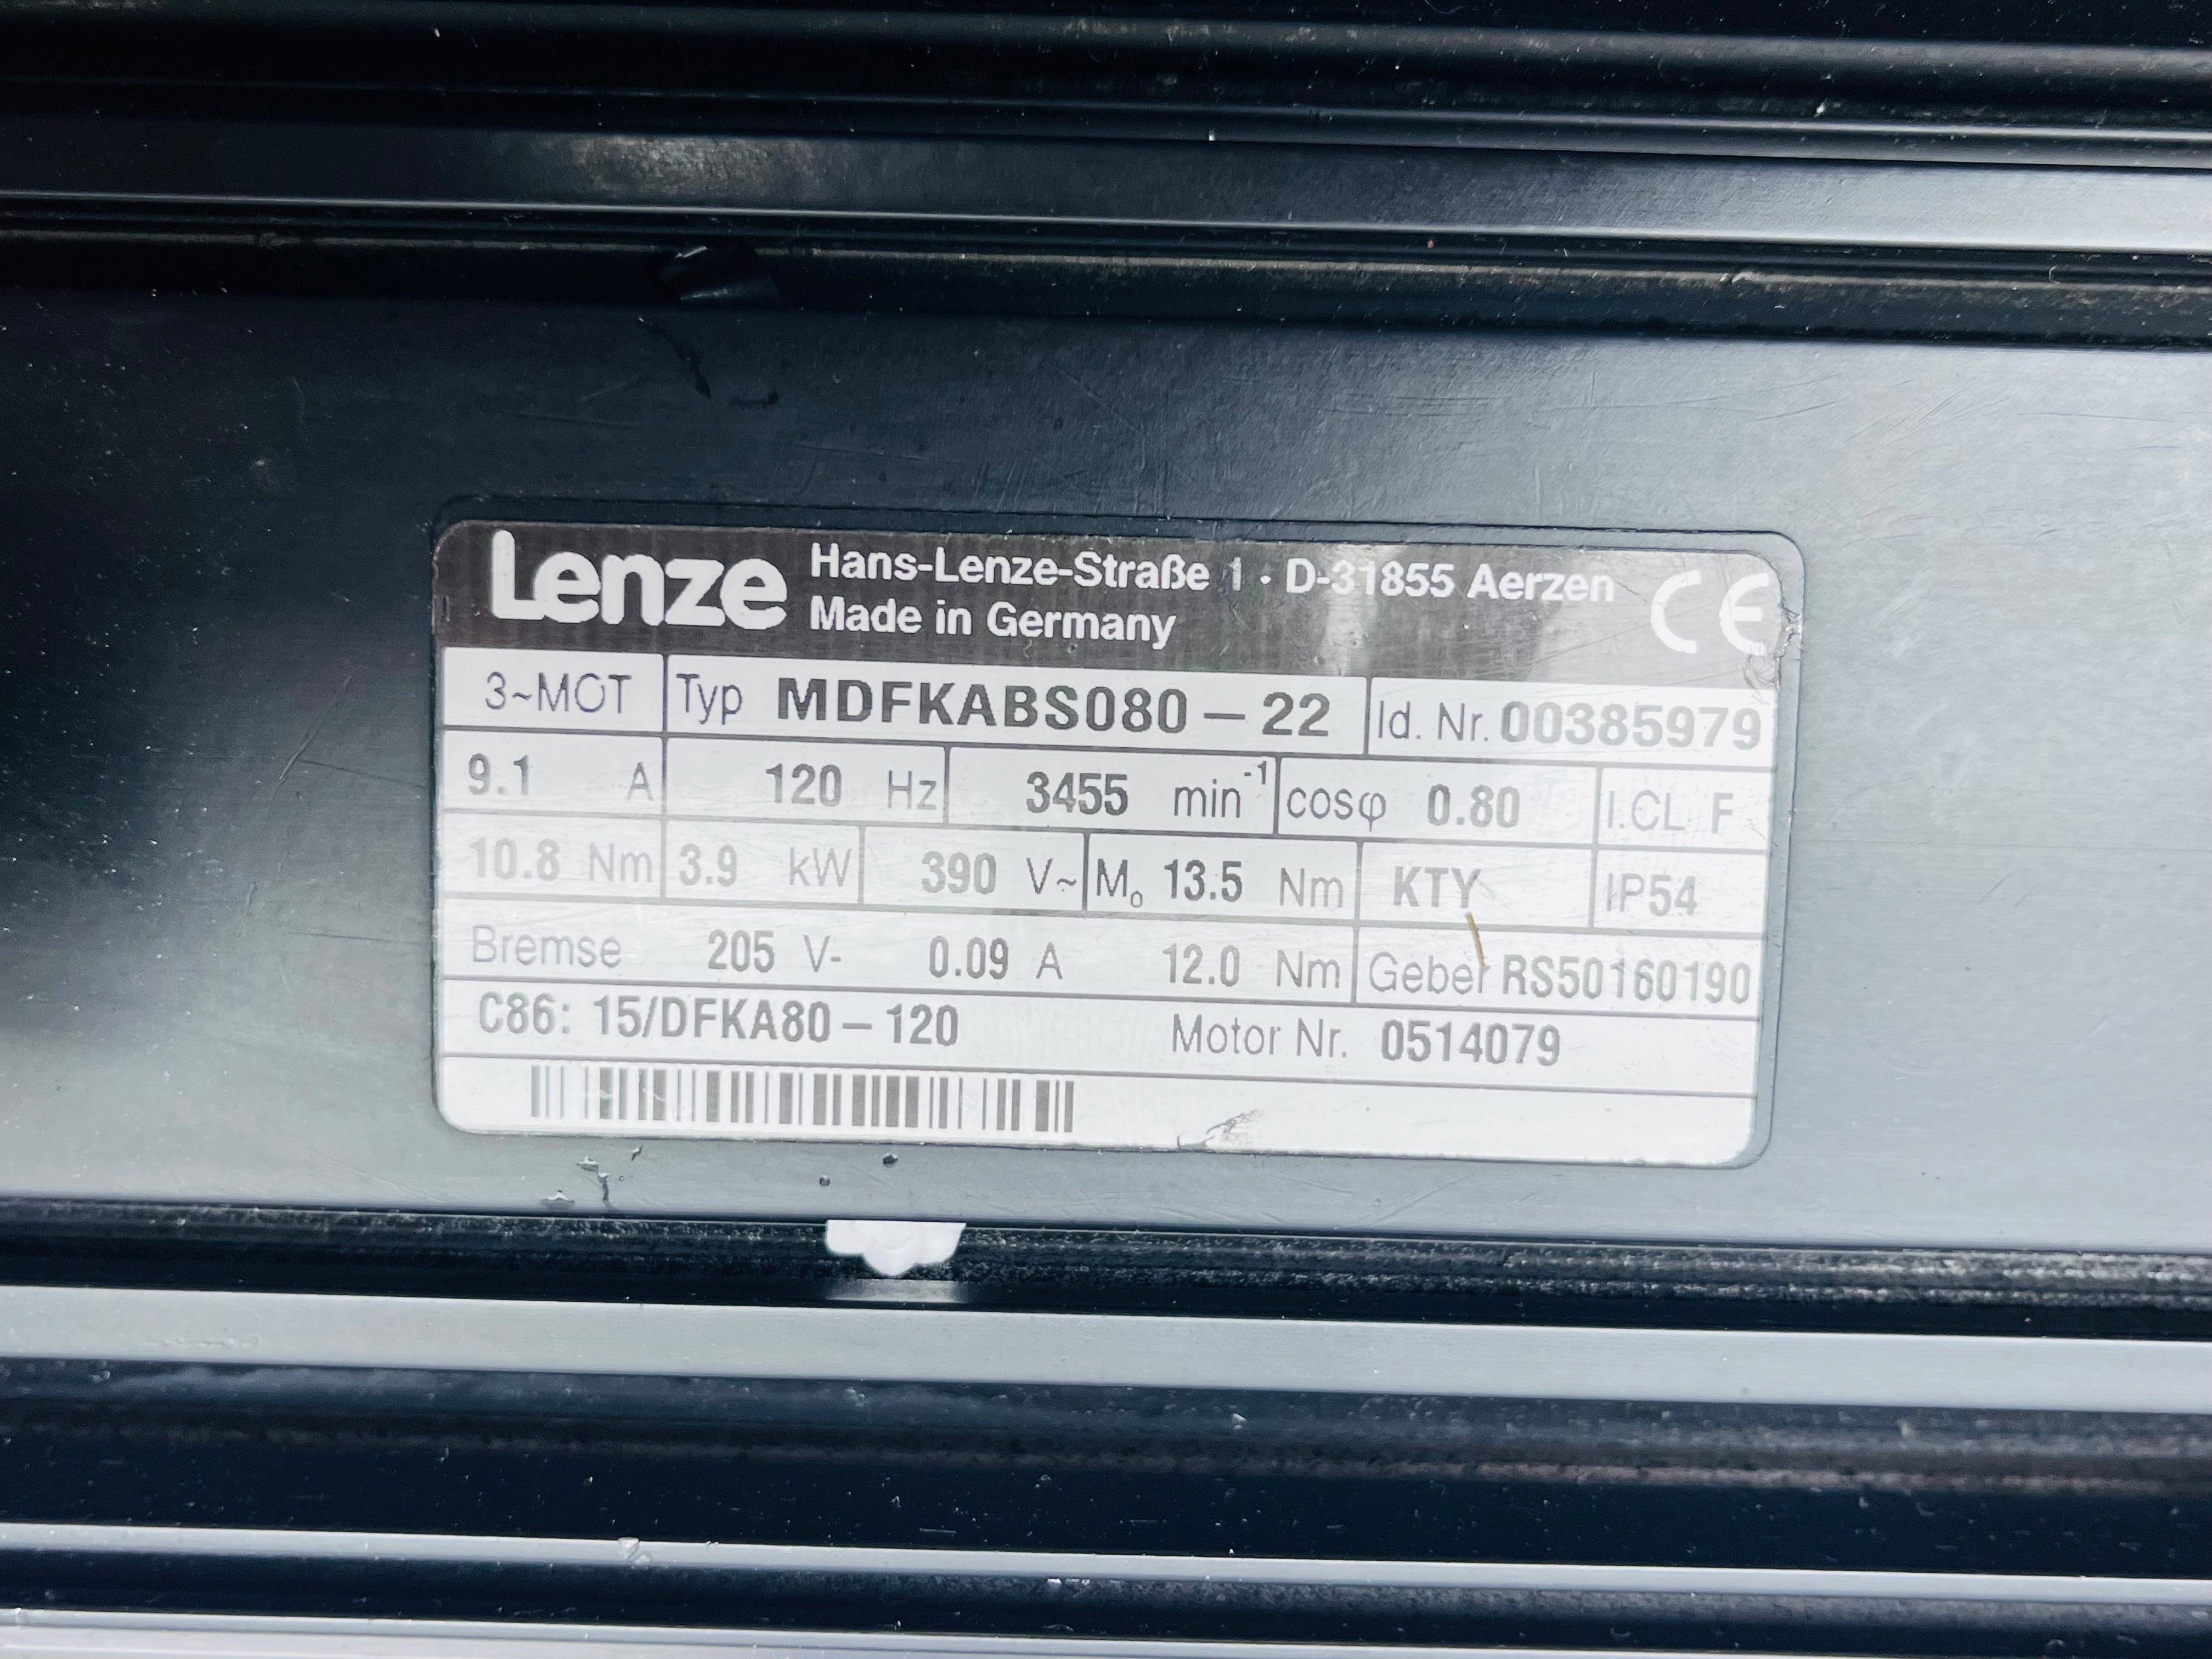 Lenze Hans-Lenze-Straße 1 · D-31855 Aerzen CE
Made in Germany
3~MOT Typ MDFKABS080-22 Id. Nr. 00385979
9.1 A 120 Hz 3455 min⁻¹ cosφ 0.80 I.CL F
10.8 Nm 3.9 kW 390 V~ M₀ 13.5 Nm KTY IP54
Bremse 205 V- 0.09 A 12.0 Nm Geber RS50160190
C86: 15/DFKA80-120 Motor Nr. 0514079